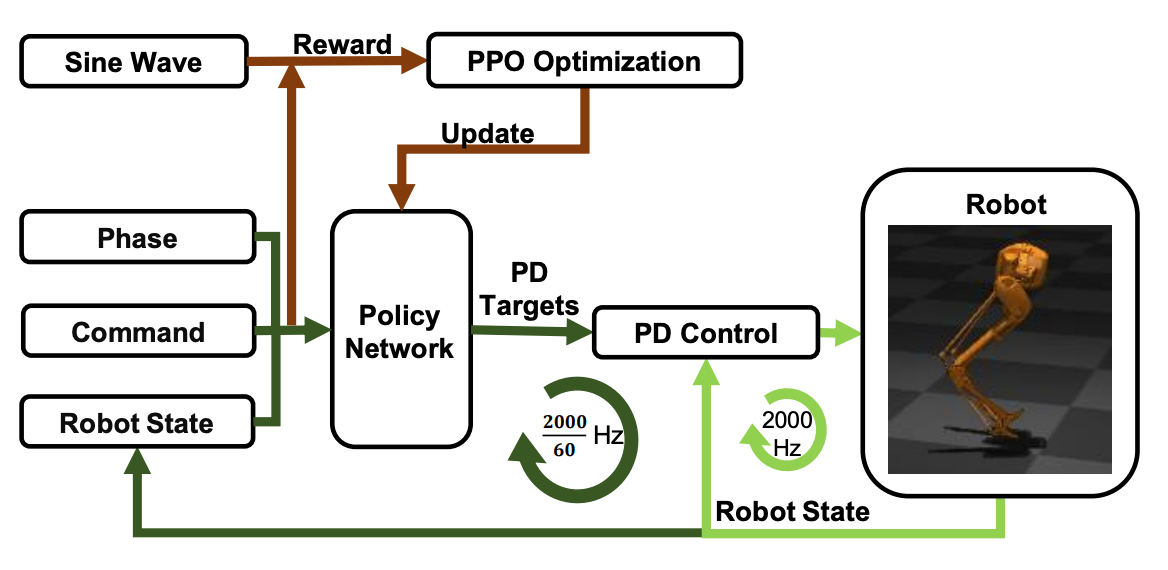 Sine Wave
Reward
PPO Optimization
Update
Phase
Command
Robot State
Policy
Network
PD
Targets
PD Control
Robot
2000
60
Hz
2000
Hz
Robot State